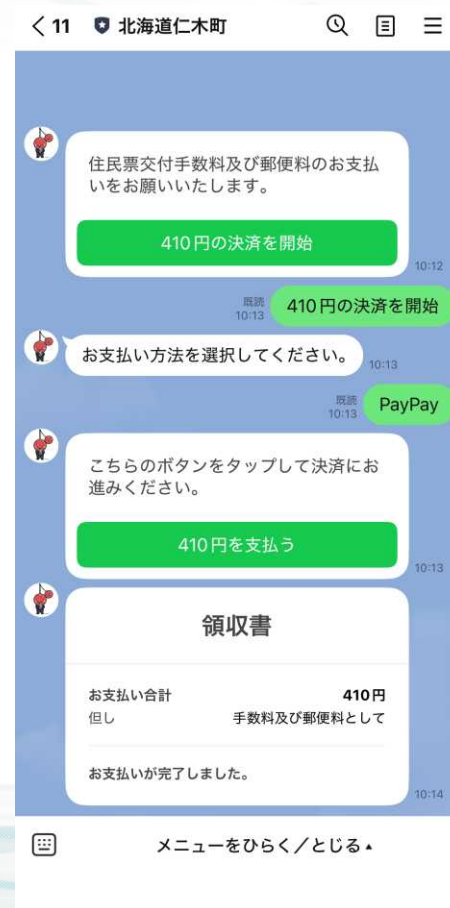 11 北海道仁木町
住民票交付手数料及び郵便料のお支払
いをお願いいたします。
410円の決済を開始
10:12
既読
10:13
410円の決済を開始
お支払い方法を選択してください。
10:13
既読
10:13
PayPay
こちらのボタンをタップして決済にお
進みください。
410円を支払う
10:13
領収書
お支払い合計 410円
但し 手数料及び郵便料として
お支払いが完了しました。
10:14
メニューをひらく/とじる▲